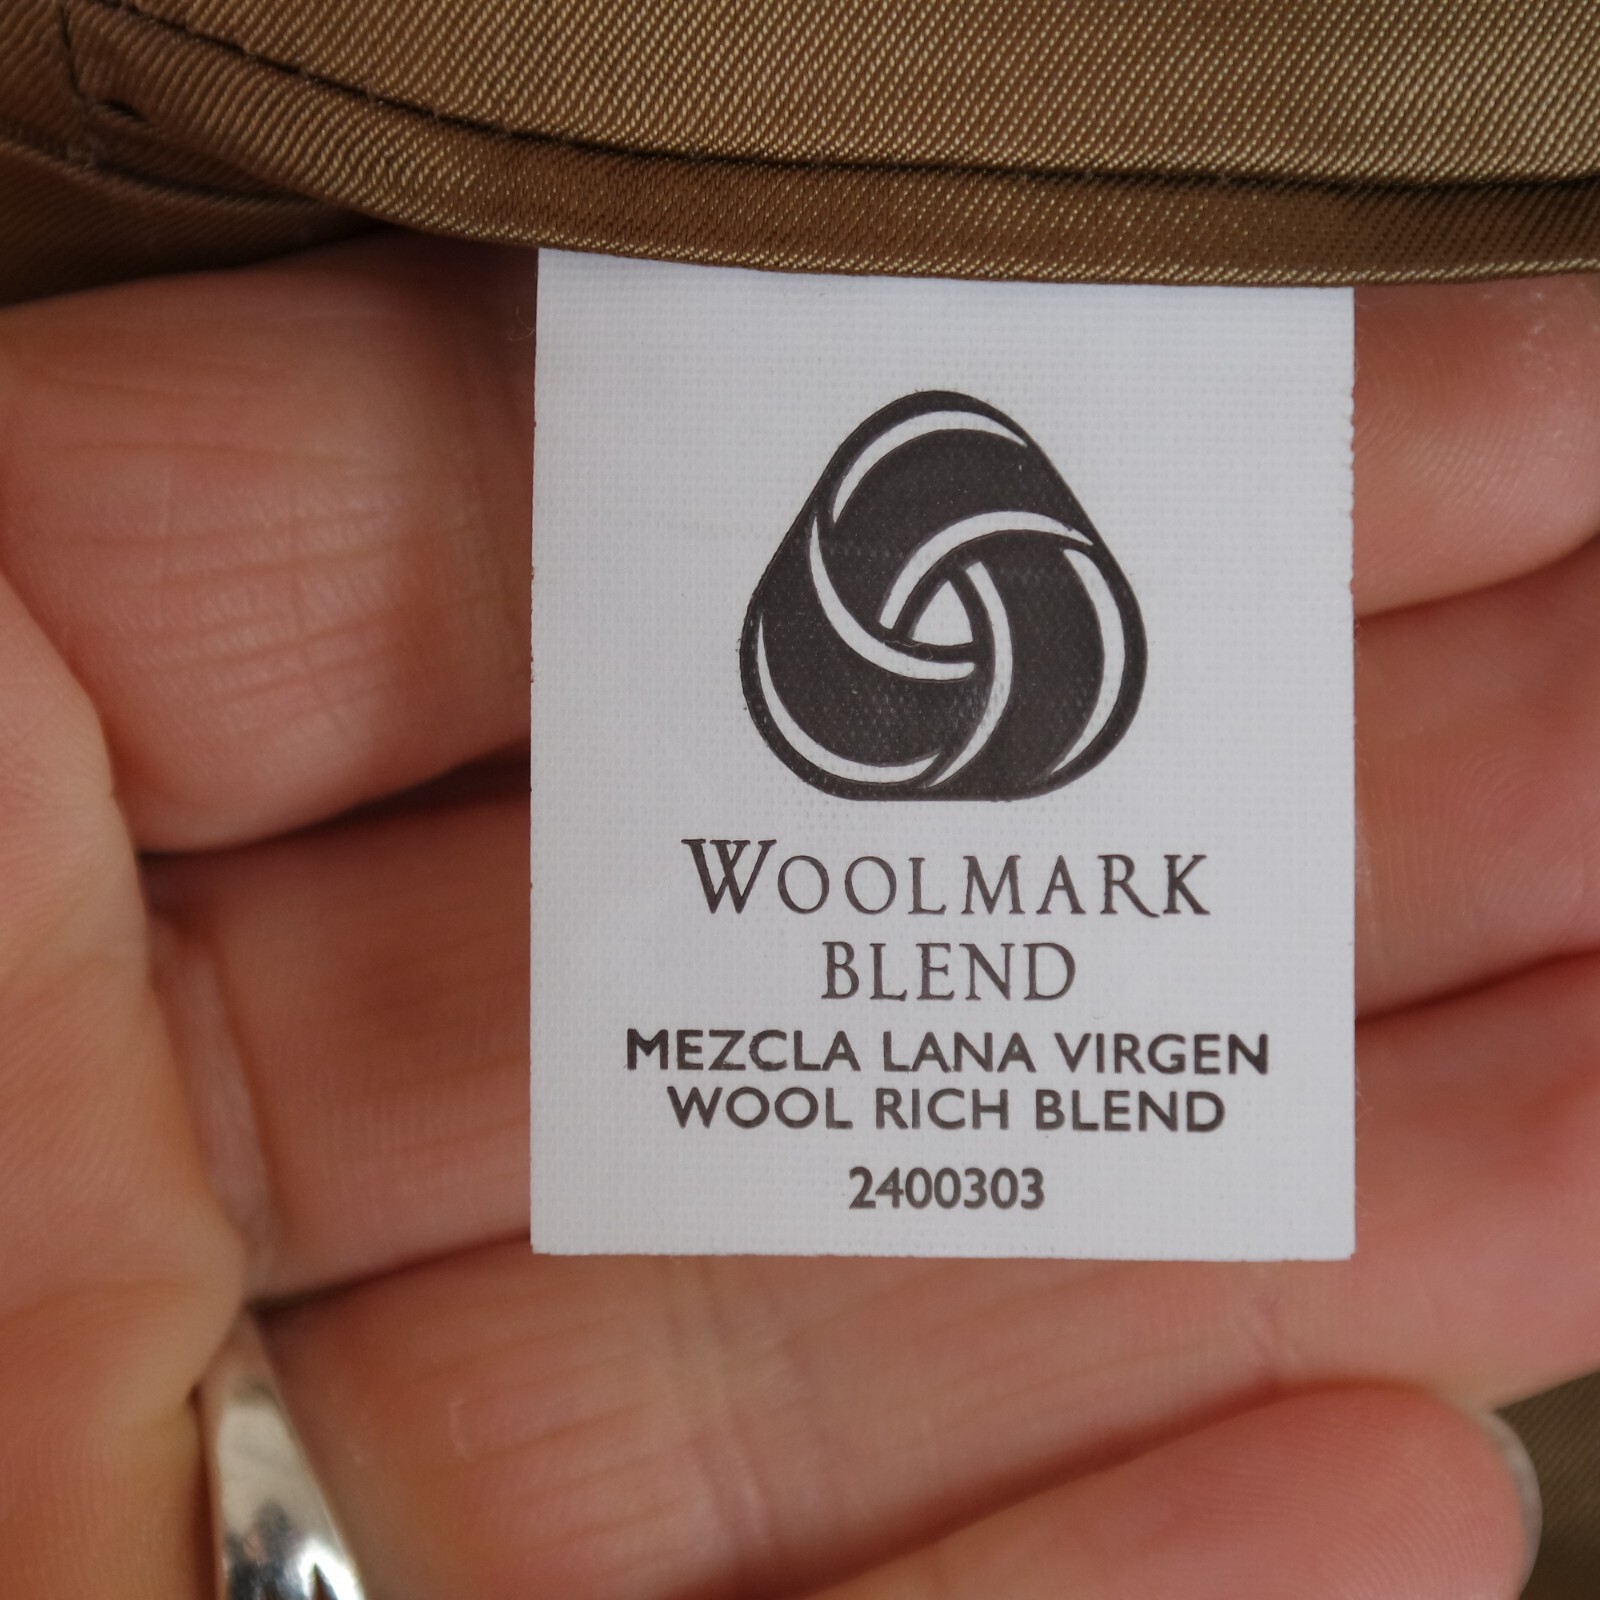 WOOLMARK
BLEND
MEZCLA LANA VIRGEN
WOOL RICH BLEND
2400303